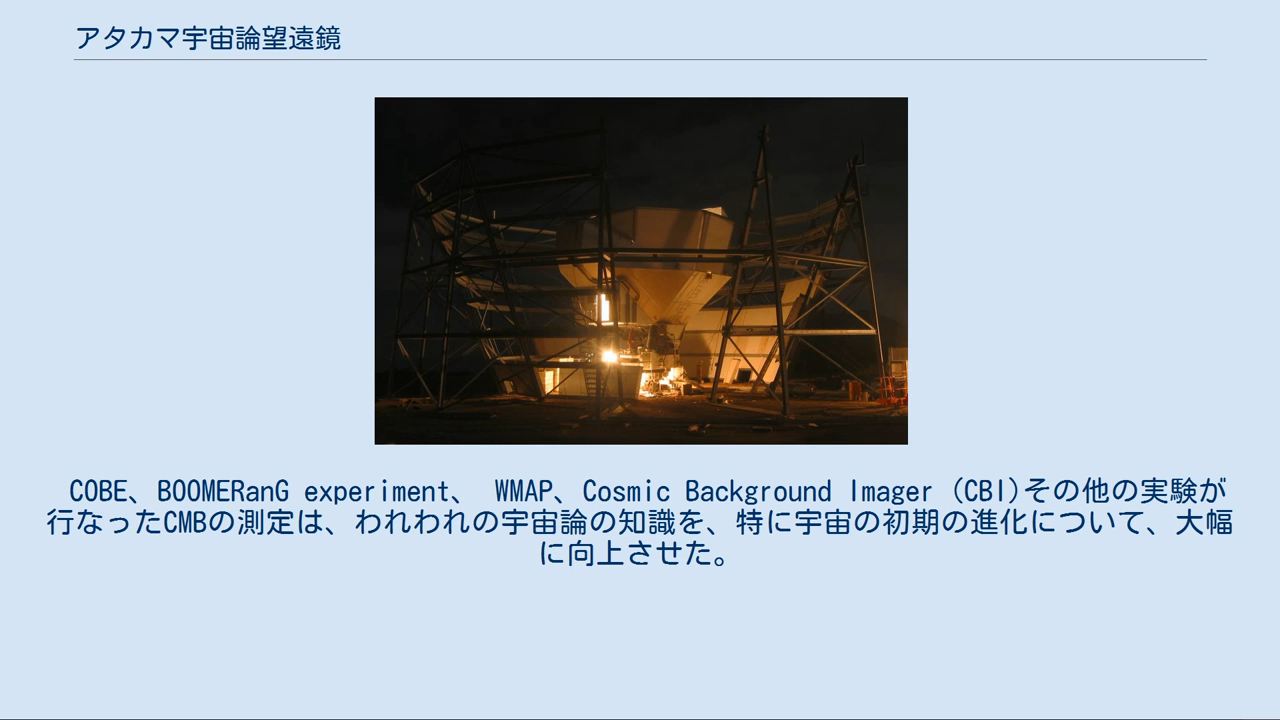 アタカマ宇宙論望遠鏡
COBE、BOOMERanG experiment、 WMAP、Cosmic Background Imager (CBI)その他の実験が
行なったCMBの測定は、われわれの宇宙論の知識を、特に宇宙の初期の進化について、大幅
に向上させた。